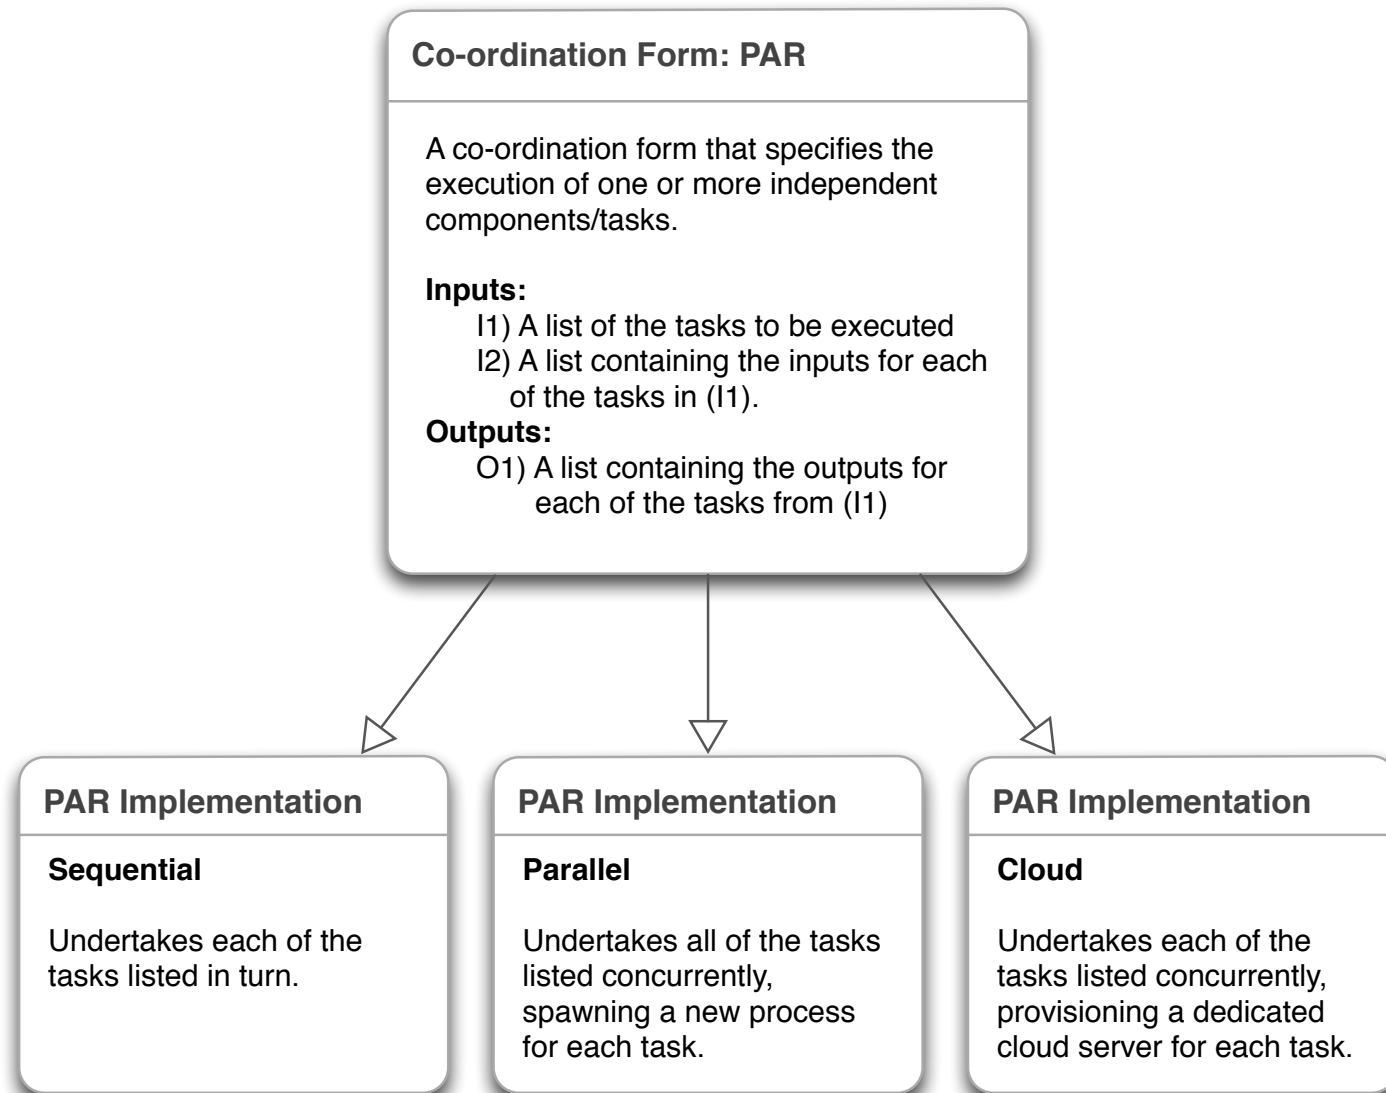 Co-ordination Form: PAR
A co-ordination form that specifies the
execution of one or more independent
components/tasks.
Inputs:
I1) A list of the tasks to be executed
I2) A list containing the inputs for each
of the tasks in (I1).
Outputs:
O1) A list containing the outputs for
each of the tasks from (I1)
PAR Implementation
Sequential
Undertakes each of the
tasks listed in turn.
PAR Implementation
Parallel
Undertakes all of the tasks
listed concurrently,
spawning a new process
for each task.
PAR Implementation
Cloud
Undertakes each of the
tasks listed concurrently,
provisioning a dedicated
cloud server for each task.